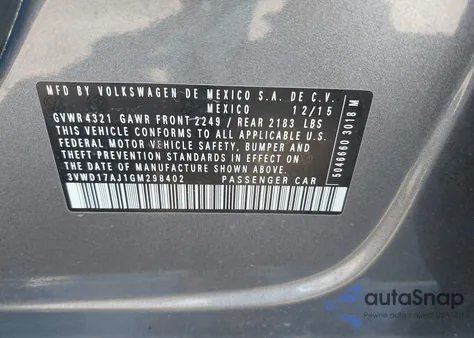 MFD BY VOLKSWAGEN DE MEXICO S.A. DE C.V.
MEXICO 12/15
GVWR 4321 GAWR FRONT 2249 / REAR 2183 LBS
THIS VEHICLE CONFORMS TO ALL APPLICABLE U.S.
FEDERAL MOTOR VEHICLE SAFETY, BUMPER AND
THEFT PREVENTION STANDARDS IN EFFECT ON
THE DATE OF MANUFACTURE SHOWN ABOVE
3VWD17AJ1GM298402 PASSENGER CAR
5046660 3018 M
autoSnap